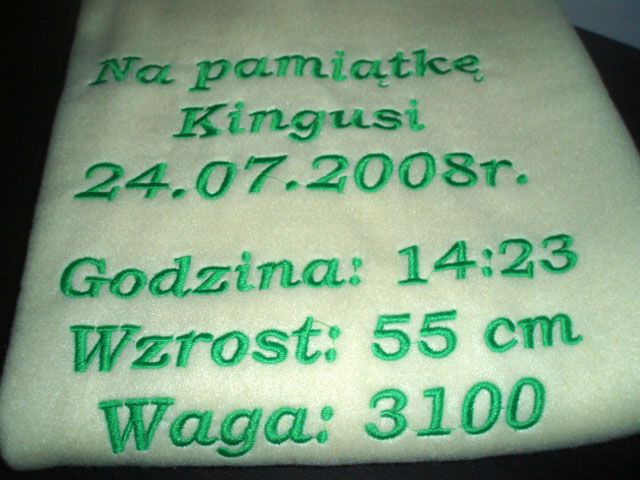 Na pamiątkę
Kingusi
24.07.2008r.
Godzina: 14:23
Wzrost: 55 cm
Waga: 3100